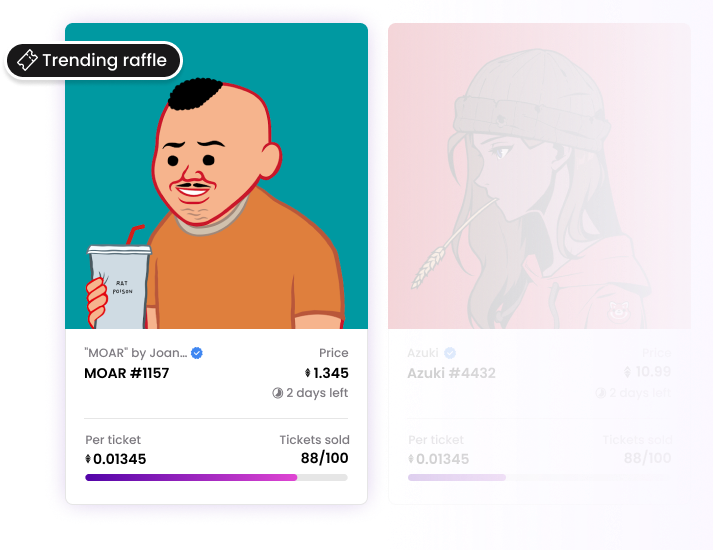 Trending raffle
RAT
POISON
"MOAR" by Joan...
Price
MOAR #1157
1.345
2 days left
Per ticket
Tickets sold
0.01345
88/100
Azuki
Price
Azuki #4432
10.99
2 days left
Per ticket
Tickets sold
0.01345
88/100